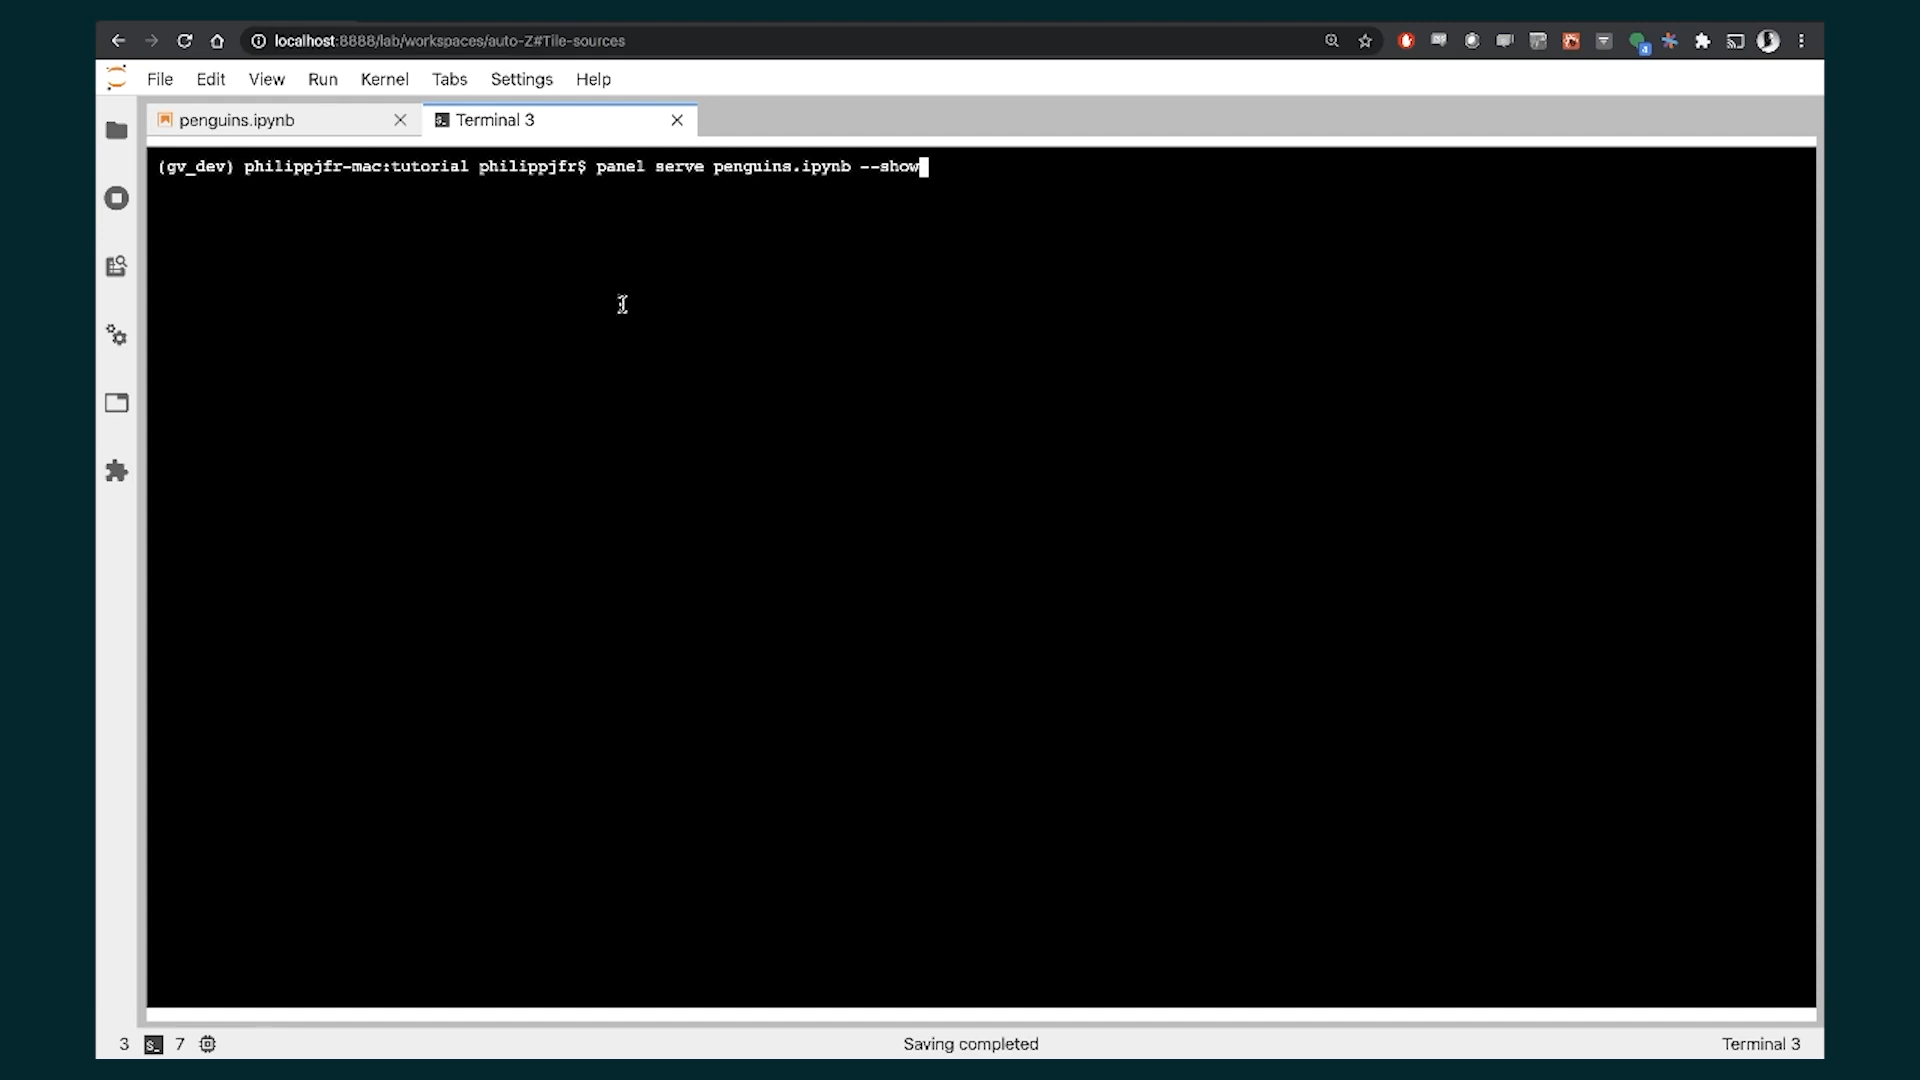 localhost:8888/lab/workspaces/auto-Z#Tile-sources
File Edit View Run Kernel Tabs Settings Help
penguins.ipynb Terminal 3
(gv_dev) philippjfr-mac:tutorial philippjfr$ panel serve penguins.ipynb --show
3 7 Saving completed Terminal 3